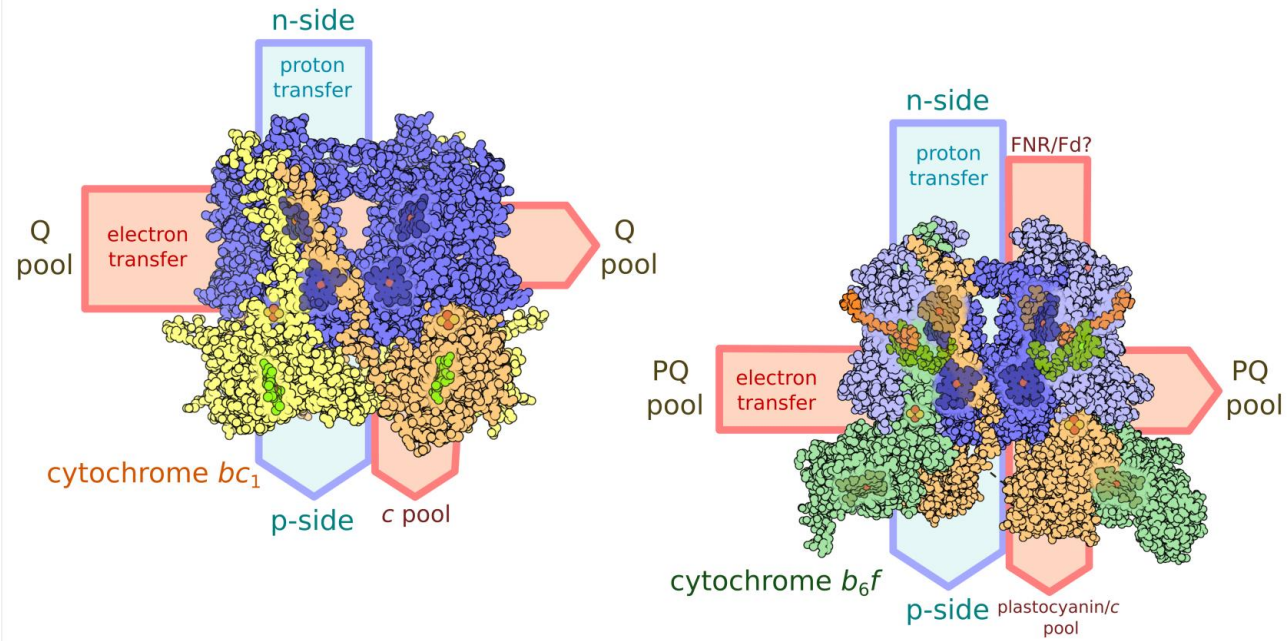 n-side
proton
transfer
Q
pool
electron
transfer
Q
pool
cytochrome bc₁
p-side
c pool
n-side
FNR/Fd?
proton
transfer
PQ
pool
electron
transfer
PQ
pool
cytochrome b₆f
p-side
plastocyanin/c
pool